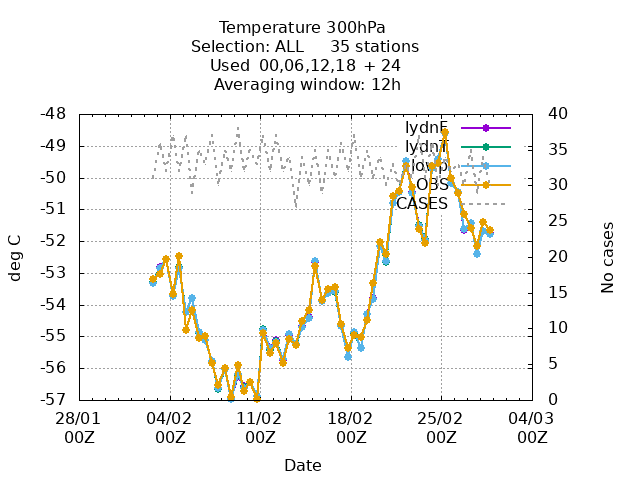 Temperature 300hPa
Selection: ALL 35 stations
Used 00,06,12,18 + 24
Averaging window: 12h
-48
-49
-50
-51
-52
-53
-54
-55
-56
-57
40
35
30
25
20
15
10
5
0
lydnF
lydnT
lowp
OBS
CASES
deg C
No cases
28/01 04/02 11/02 18/02 25/02 04/03
00Z 00Z 00Z 00Z 00Z 00Z
Date